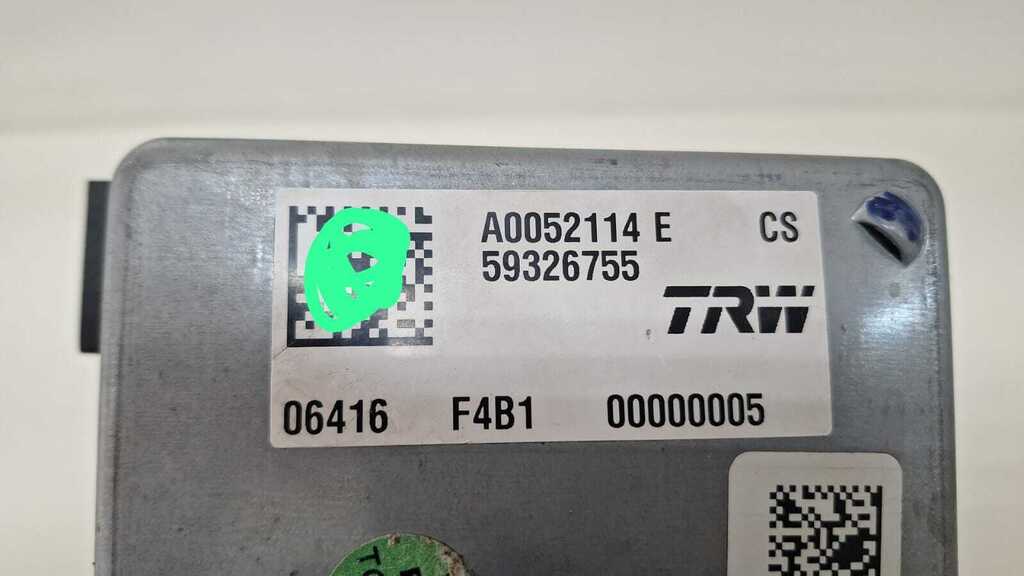 A0052114 E CS
59326755
TRW
06416 F4B1 00000005